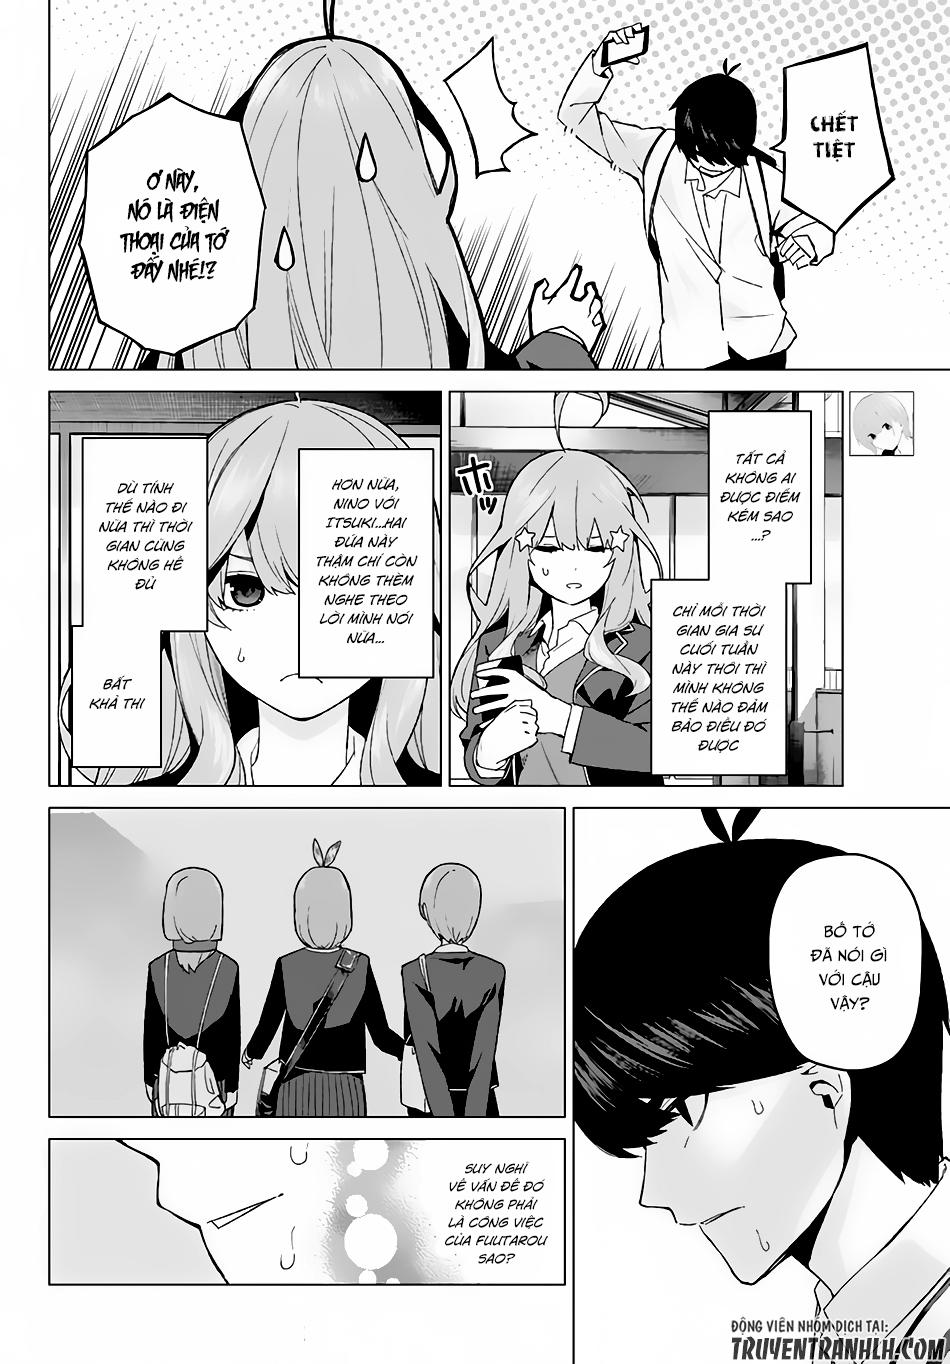 CHẾT
TIỆT
Ơ NÀY,
NÓ LÀ ĐIỆN
THOẠI CỦA TỚ
ĐẤY NHÉ!?
TẤT CẢ
KHÔNG AI
ĐƯỢC ĐIỂM
KÉM SAO
...?
ホッ
CHỈ MỖI THỜI
GIAN GIA SƯ
CUỐI TUẦN
NÀY THÔI THÌ
MÌNH KHÔNG
THỂ NÀO ĐẢM
BẢO ĐIỀU ĐÓ
ĐƯỢC
HƠN NỮA,
NINO VỚI
ITSUKI...HAI
ĐỨA NÀY
THẬM CHÍ CÒN
KHÔNG THÈM
NGHE THEO
LỜI MÌNH NÓI
NỮA...
DÙ TÍNH
THẾ NÀO ĐI
NỮA THÌ THỜI
GIAN CŨNG
KHÔNG HỀ
ĐỦ
BẤT
KHẢ THI
BỐ TỚ
ĐÃ NÓI GÌ
VỚI CẬU
VẬY?
SUY NGHĨ
VỀ VẤN ĐỀ ĐÓ
KHÔNG PHẢI
LÀ CÔNG VIỆC
CỦA FUUTAROU
SAO?
ĐỘNG VIÊN NHÓM DỊCH TẠI:
TRUYENTRANHLH.COM